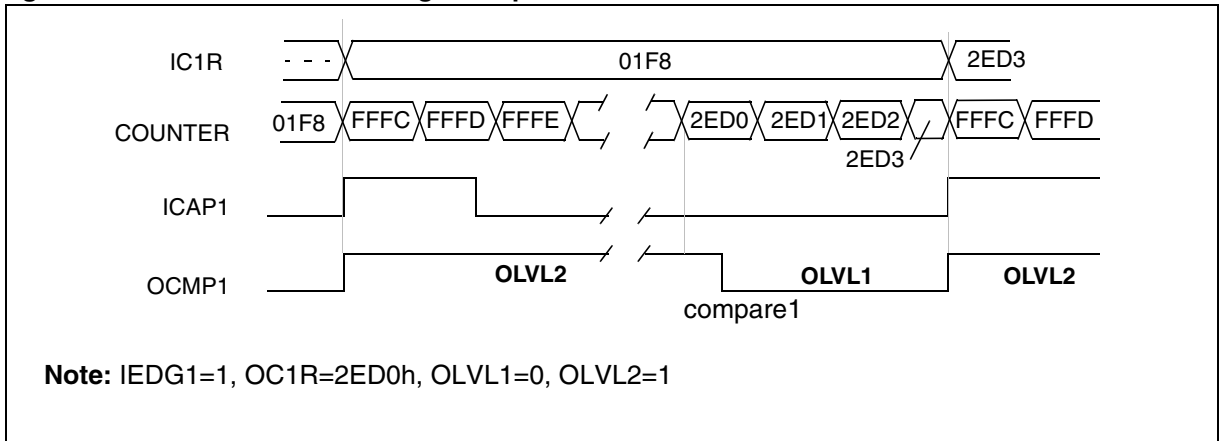 IC1R - - - 01F8 2ED3
COUNTER 01F8 FFFC FFFD FFFE 2ED0 2ED1 2ED2 FFFC FFFD
2ED3
ICAP1
OCMP1 OLVL2 OLVL1 OLVL2
compare1
Note: IEDG1=1, OC1R=2ED0h, OLVL1=0, OLVL2=1